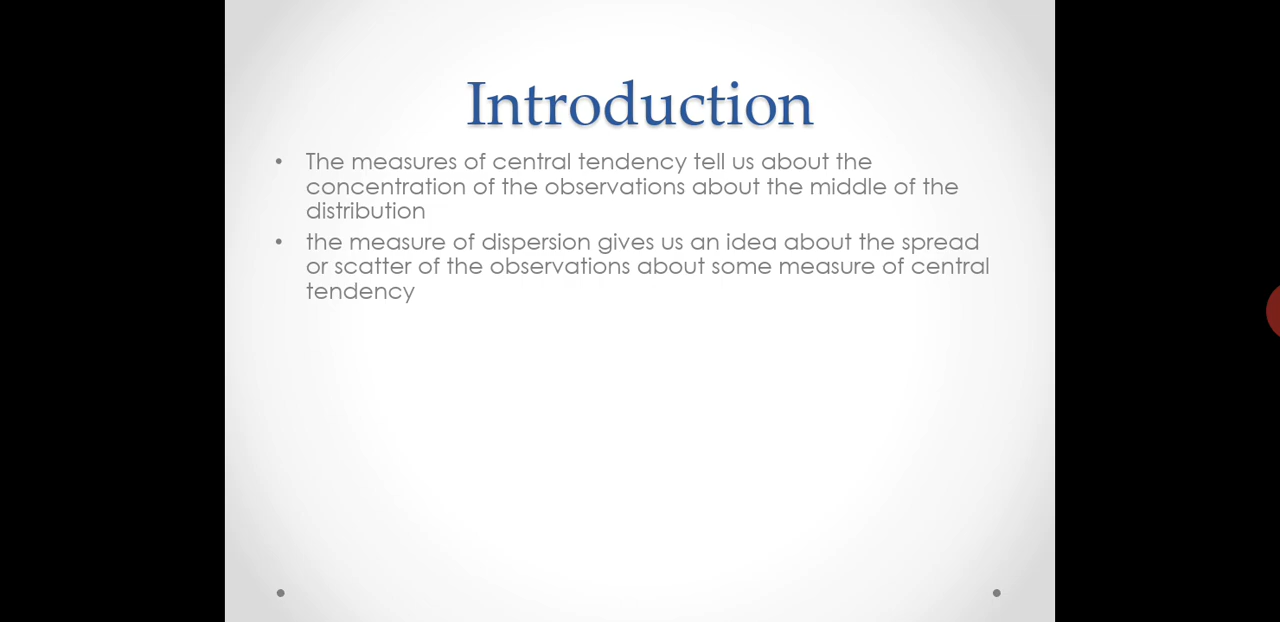 Introduction
• The measures of central tendency tell us about the
concentration of the observations about the middle of the
distribution
• the measure of dispersion gives us an idea about the spread
or scatter of the observations about some measure of central
tendency